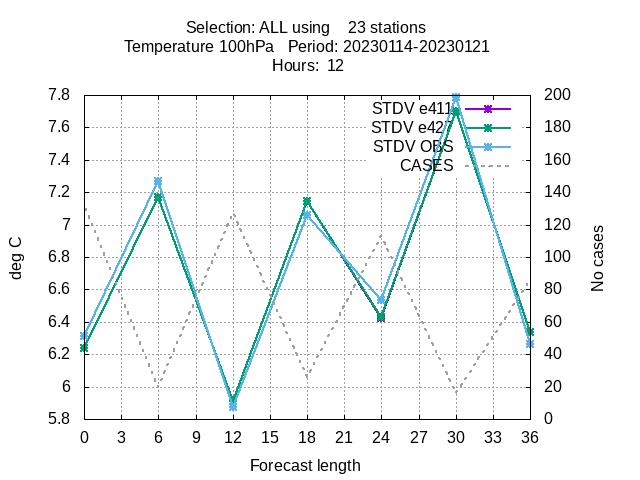 Selection: ALL using 23 stations
Temperature 100hPa Period: 20230114-20230121
Hours: 12
7.8
7.6
7.4
7.2
7
6.8
6.6
6.4
6.2
6
5.8
deg C
STDV e411
STDV e42
STDV OBS
CASES
200
180
160
140
120
100
80
60
40
20
0
No cases
0 3 6 9 12 15 18 21 24 27 30 33 36
Forecast length